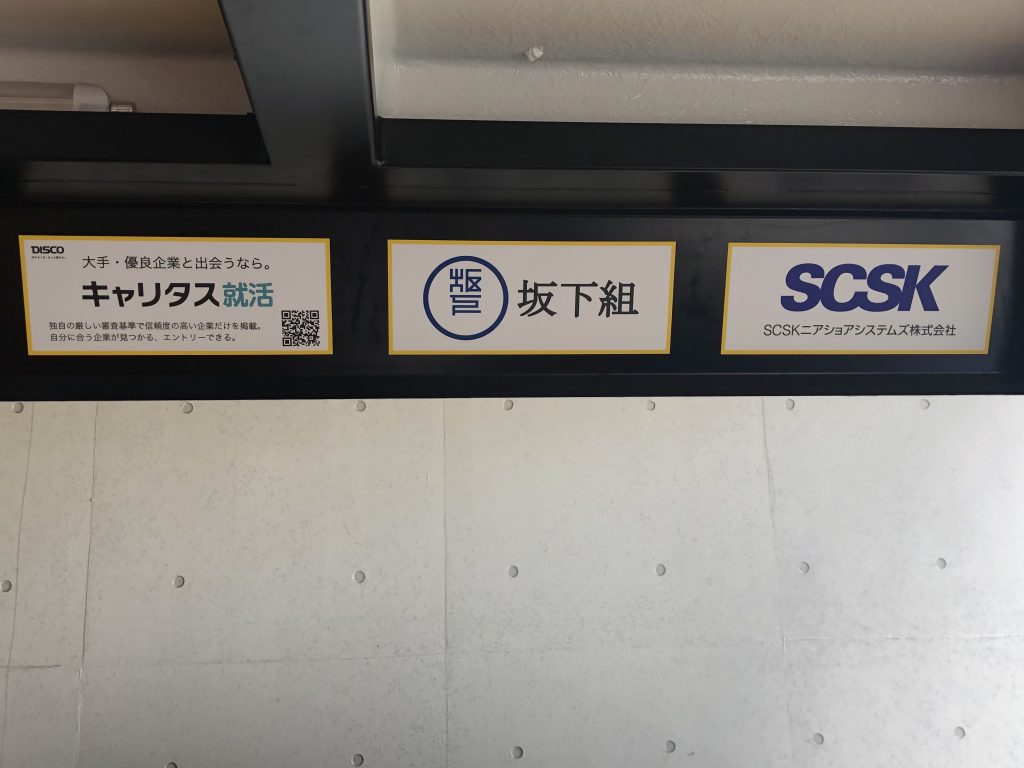 DISCO
大手・優良企業と出会うなら。
キャリタス就活
独自の厳しい審査基準で信頼度の高い企業だけを掲載。
自分に合う企業が見つかる、エントリーできる。
坂下組
SCSK
SCSKニアショアシステムズ株式会社